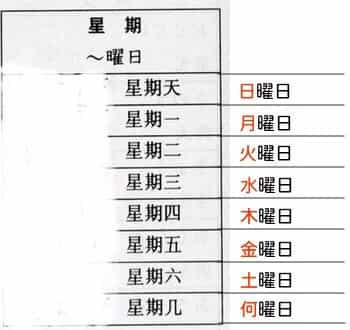 星 期
～曜日
星期天 日曜日
星期一 月曜日
星期二 火曜日
星期三 水曜日
星期四 木曜日
星期五 金曜日
星期六 土曜日
星期几 何曜日